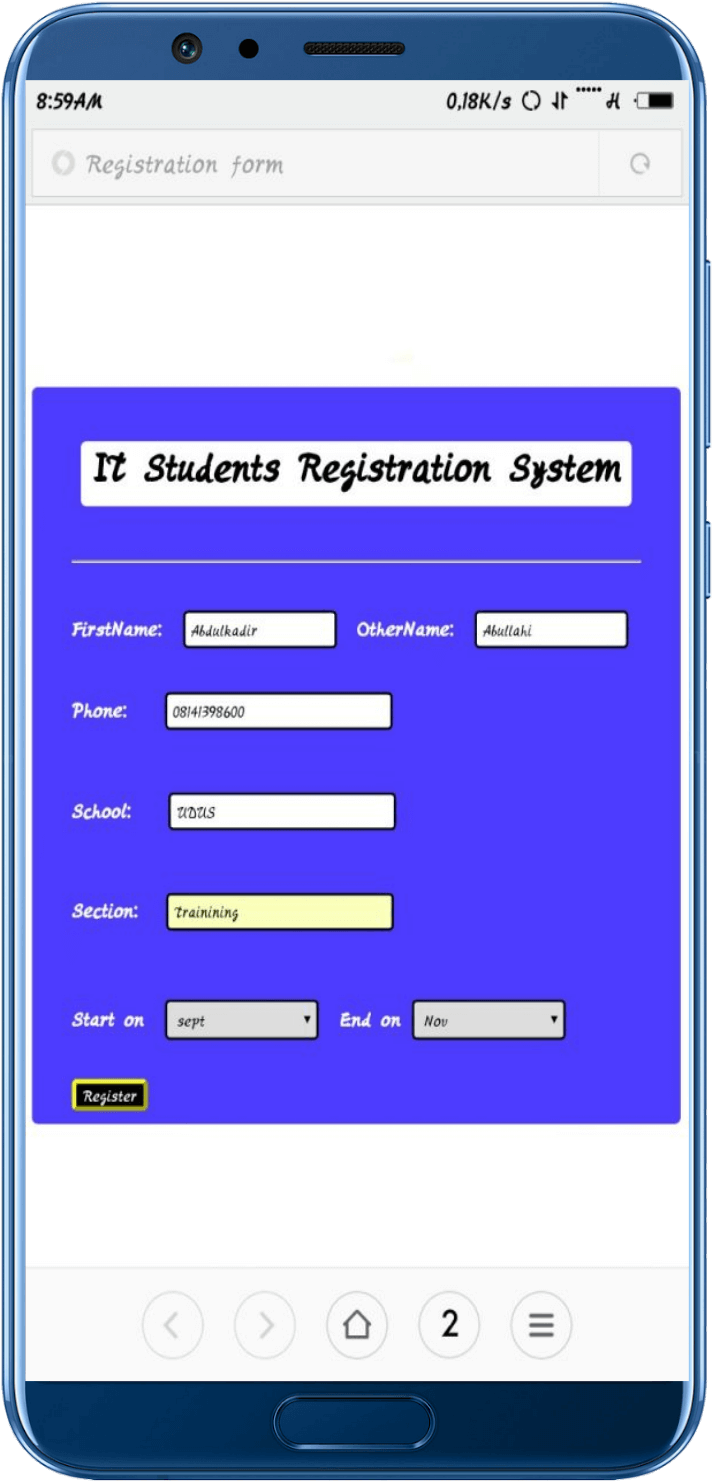 8:59AM 0,18K/s H
Registration form
It Students Registration System
FirstName: Abdulkadir OtherName: Abullahi
Phone: 08141398600
School: UDUS
Section: Trainining
Start on sept End on Nov
Register
2